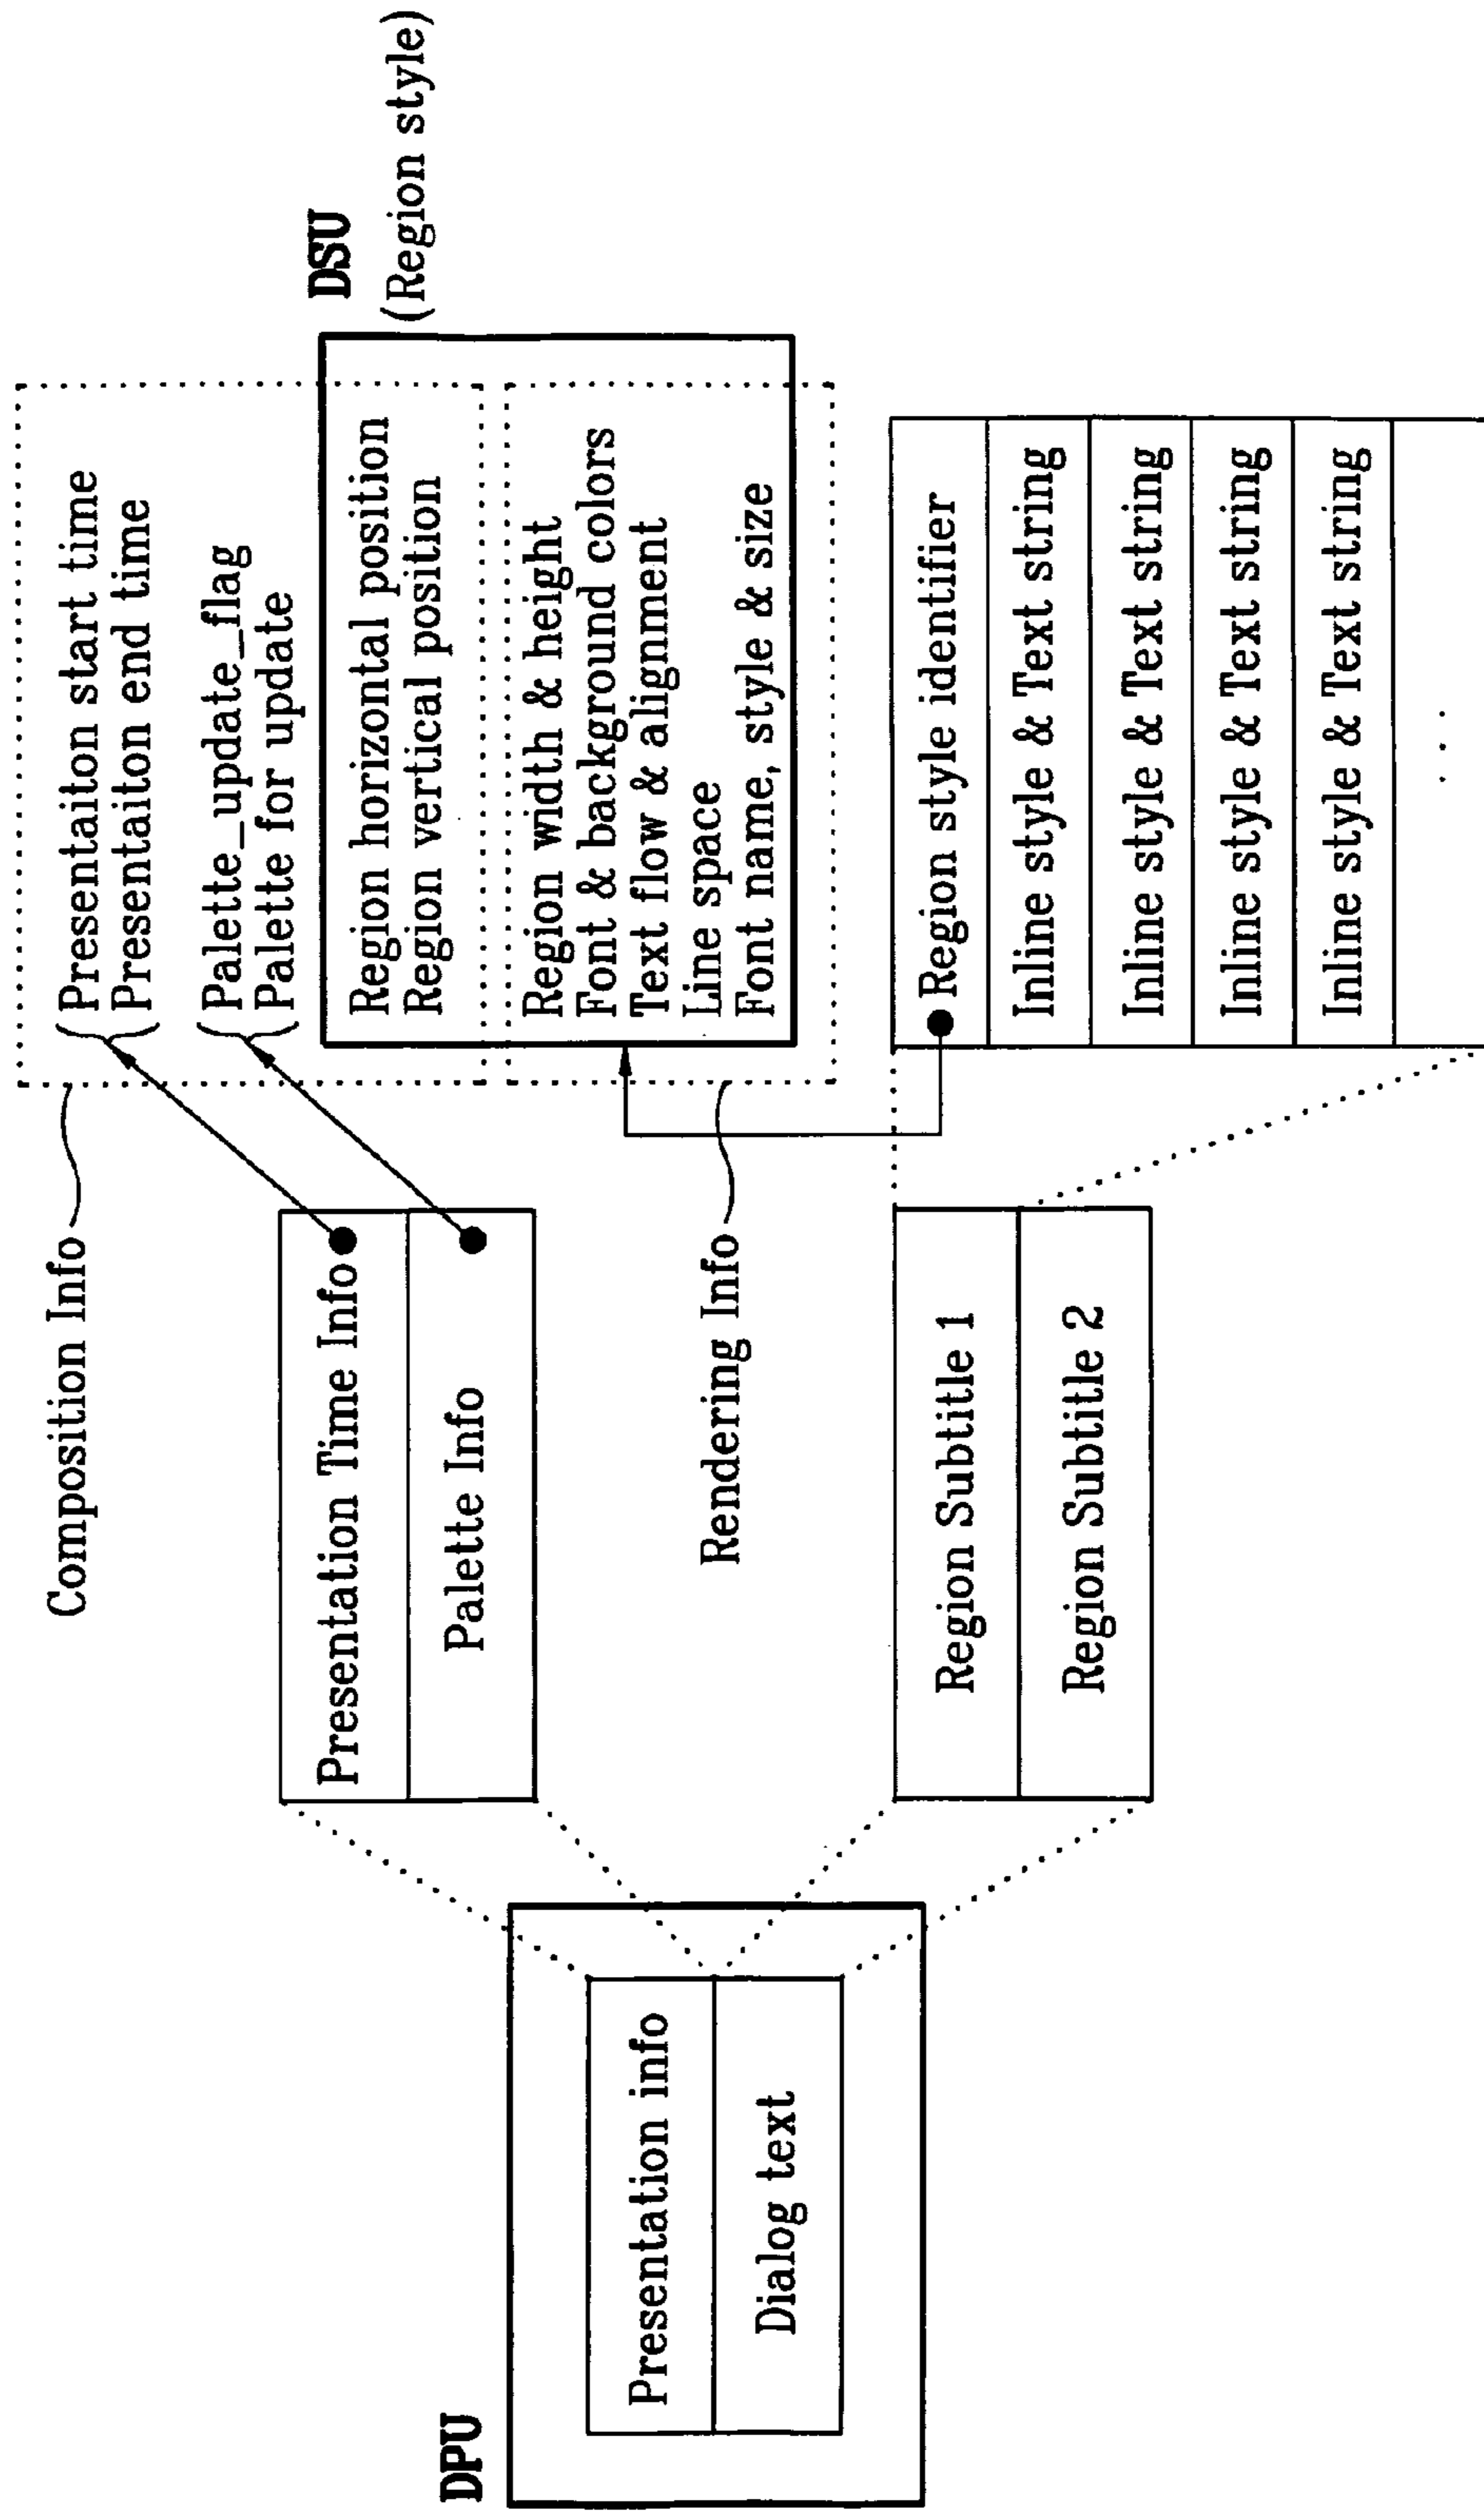 DPU
Presentation info
Dialog text
Composition Info
Presentation Time Info
Palette Info
Rendering Info
Region Subtitle 1
Region Subtitle 2
Presentaiton start time
Presentaiton end time
Palette_update_flag
Palette for update
DSU
(Region style)
Region horizontal position
Region vertical position
Region width & height
Font & background colors
Text flow & alignment
Line space
Font name, style & size
Region style identifier
Inline style & Text string
Inline style & Text string
Inline style & Text string
Inline style & Text string
...